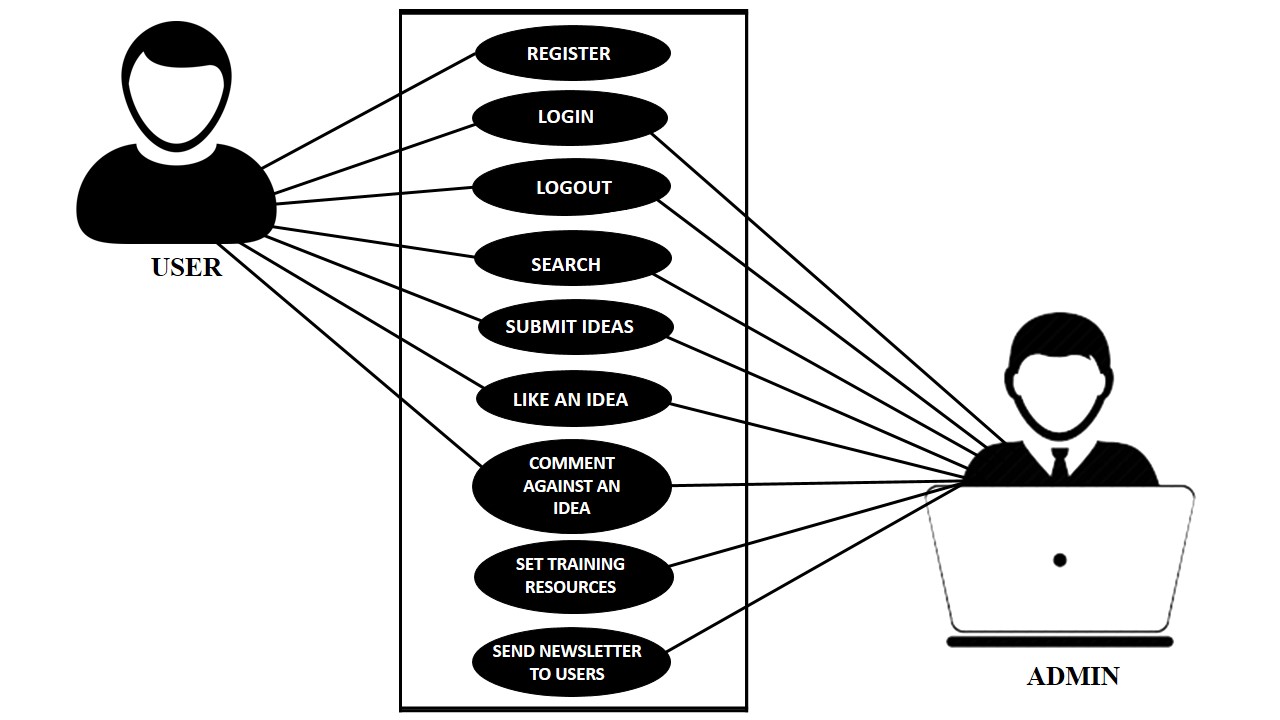 REGISTER
LOGIN
LOGOUT
USER
SEARCH
SUBMIT IDEAS
LIKE AN IDEA
COMMENT
AGAINST AN
IDEA
SET TRAINING
RESOURCES
SEND NEWSLETTER
TO USERS
ADMIN